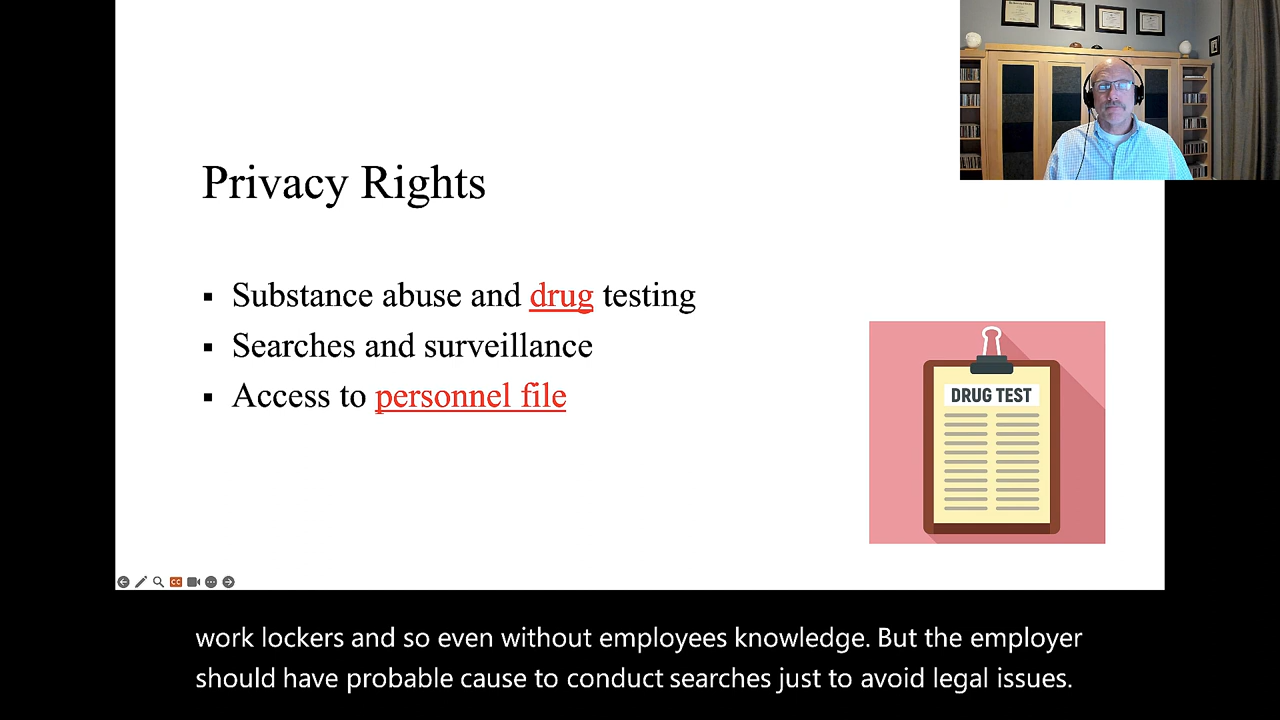 Privacy Rights
▪ Substance abuse and drug testing
▪ Searches and surveillance
▪ Access to personnel file
DRUG TEST
CC
work lockers and so even without employees knowledge. But the employer
should have probable cause to conduct searches just to avoid legal issues.